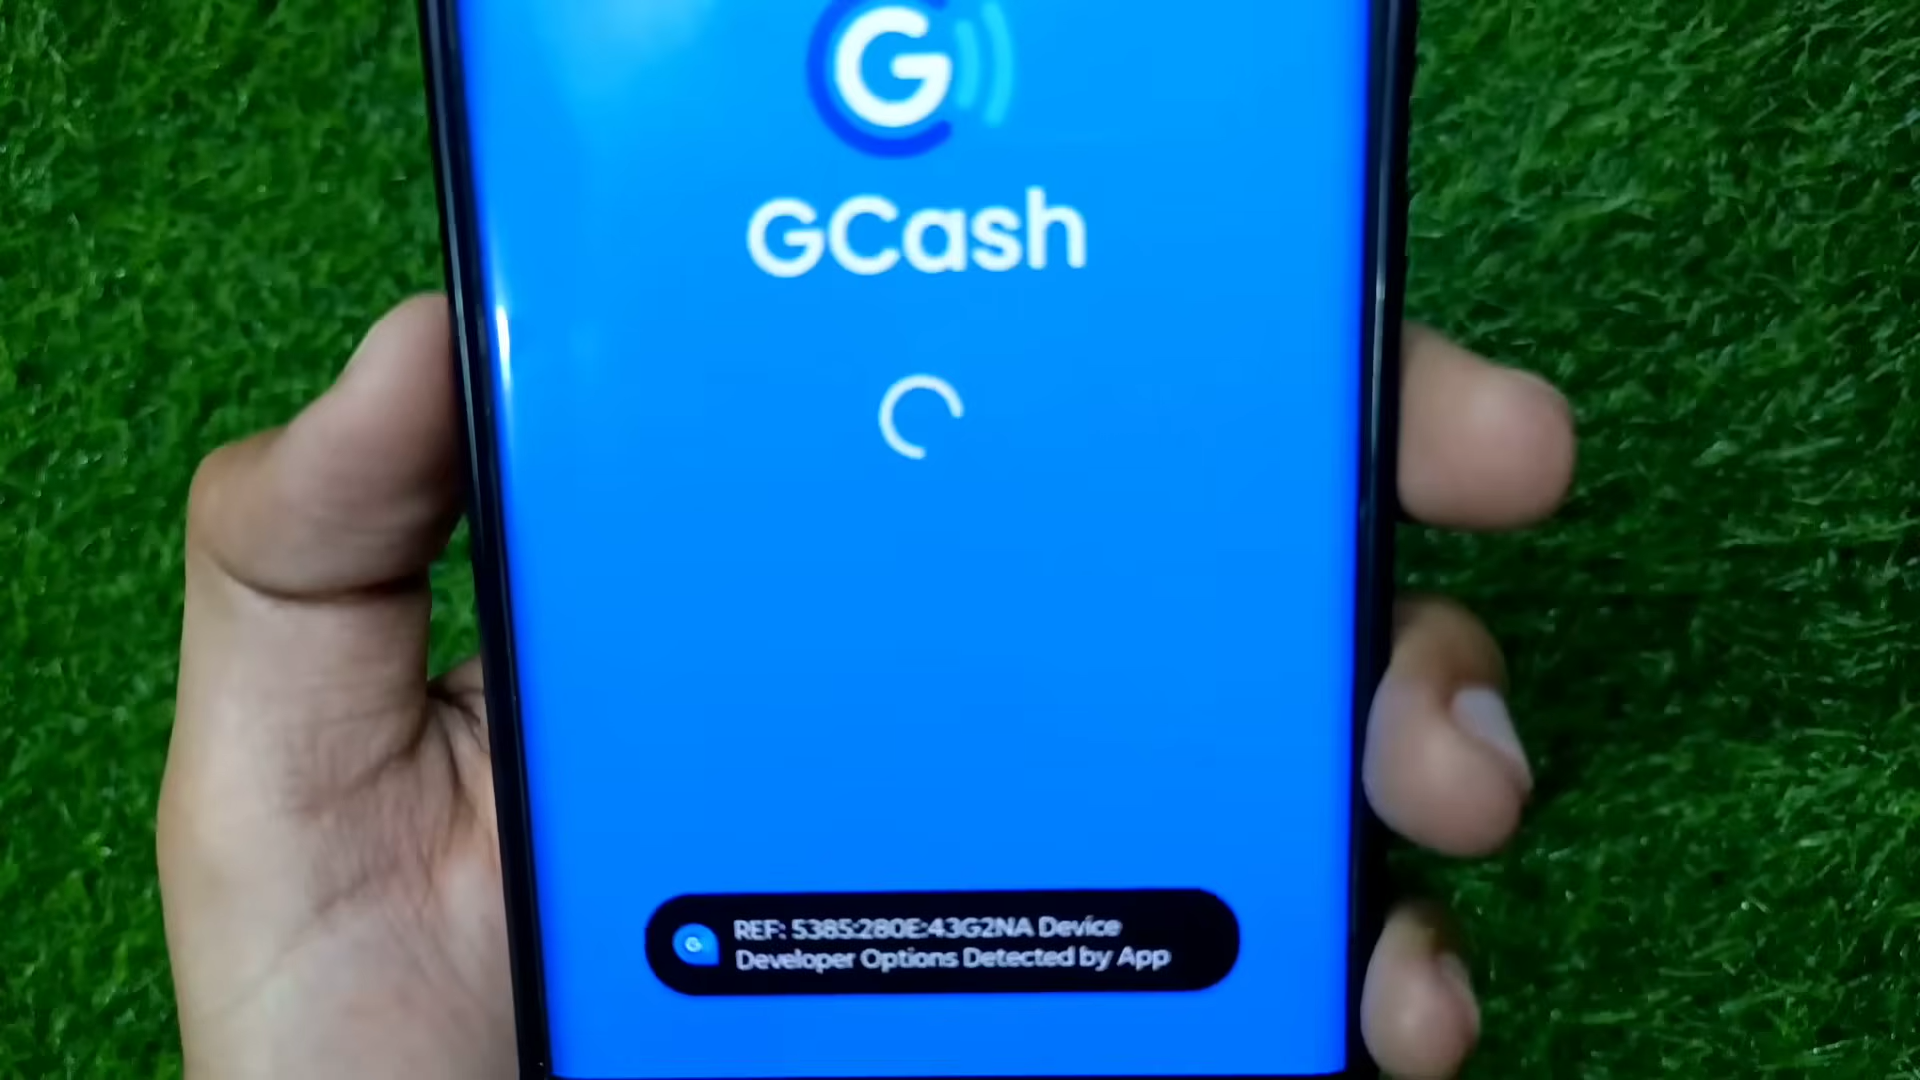 G
GCash
REF: 5385:280E:43G2NA Device
Developer Options Detected by App